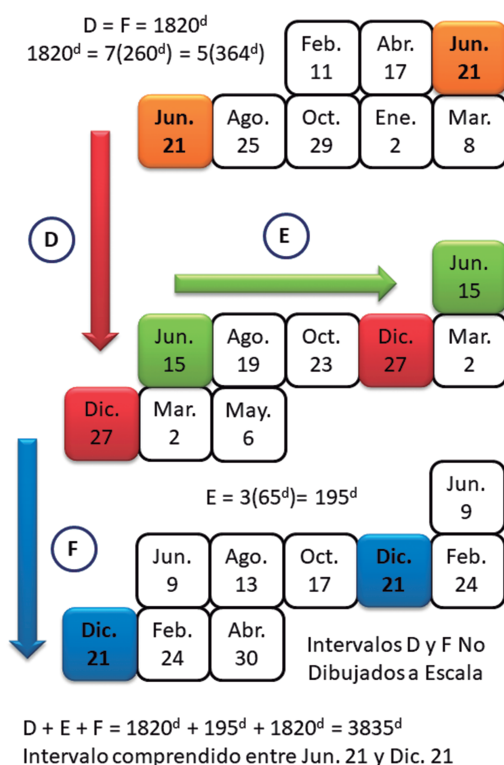 D = F = 1820ᵈ
1820ᵈ = 7(260ᵈ) = 5(364ᵈ)
Feb. 11
Abr. 17
Jun. 21
Jun. 21
Ago. 25
Oct. 29
Ene. 2
Mar. 8
D
E
Jun. 15
Jun. 15
Ago. 19
Oct. 23
Dic. 27
Mar. 2
Dic. 27
Mar. 2
May. 6
E = 3(65ᵈ)= 195ᵈ
Jun. 9
F
Jun. 9
Ago. 13
Oct. 17
Dic. 21
Feb. 24
Dic. 21
Feb. 24
Abr. 30
Intervalos D y F No
Dibujados a Escala
D + E + F = 1820ᵈ + 195ᵈ + 1820ᵈ = 3835ᵈ
Intervalo comprendido entre Jun. 21 y Dic. 21